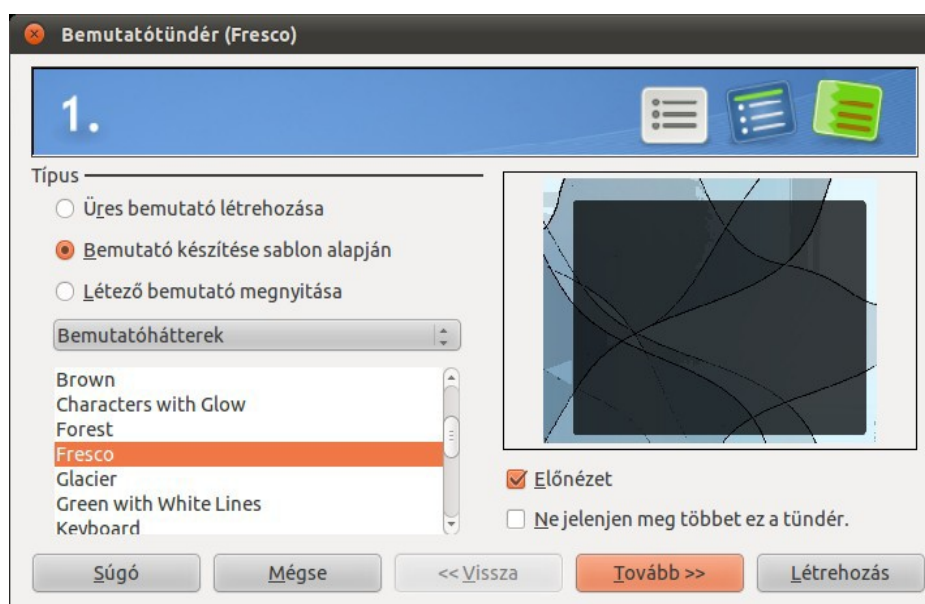 Bemutatótündér (Fresco)
1.
Típus
Üres bemutató létrehozása
Bemutató készítése sablon alapján
Létező bemutató megnyitása
Bemutatóhátterek
Brown
Characters with Glow
Forest
Fresco
Glacier
Green with White Lines
Keyboard
Előnézet
Ne jelenjen meg többet ez a tündér.
Súgó
Mégse
<< Vissza
Tovább >>
Létrehozás